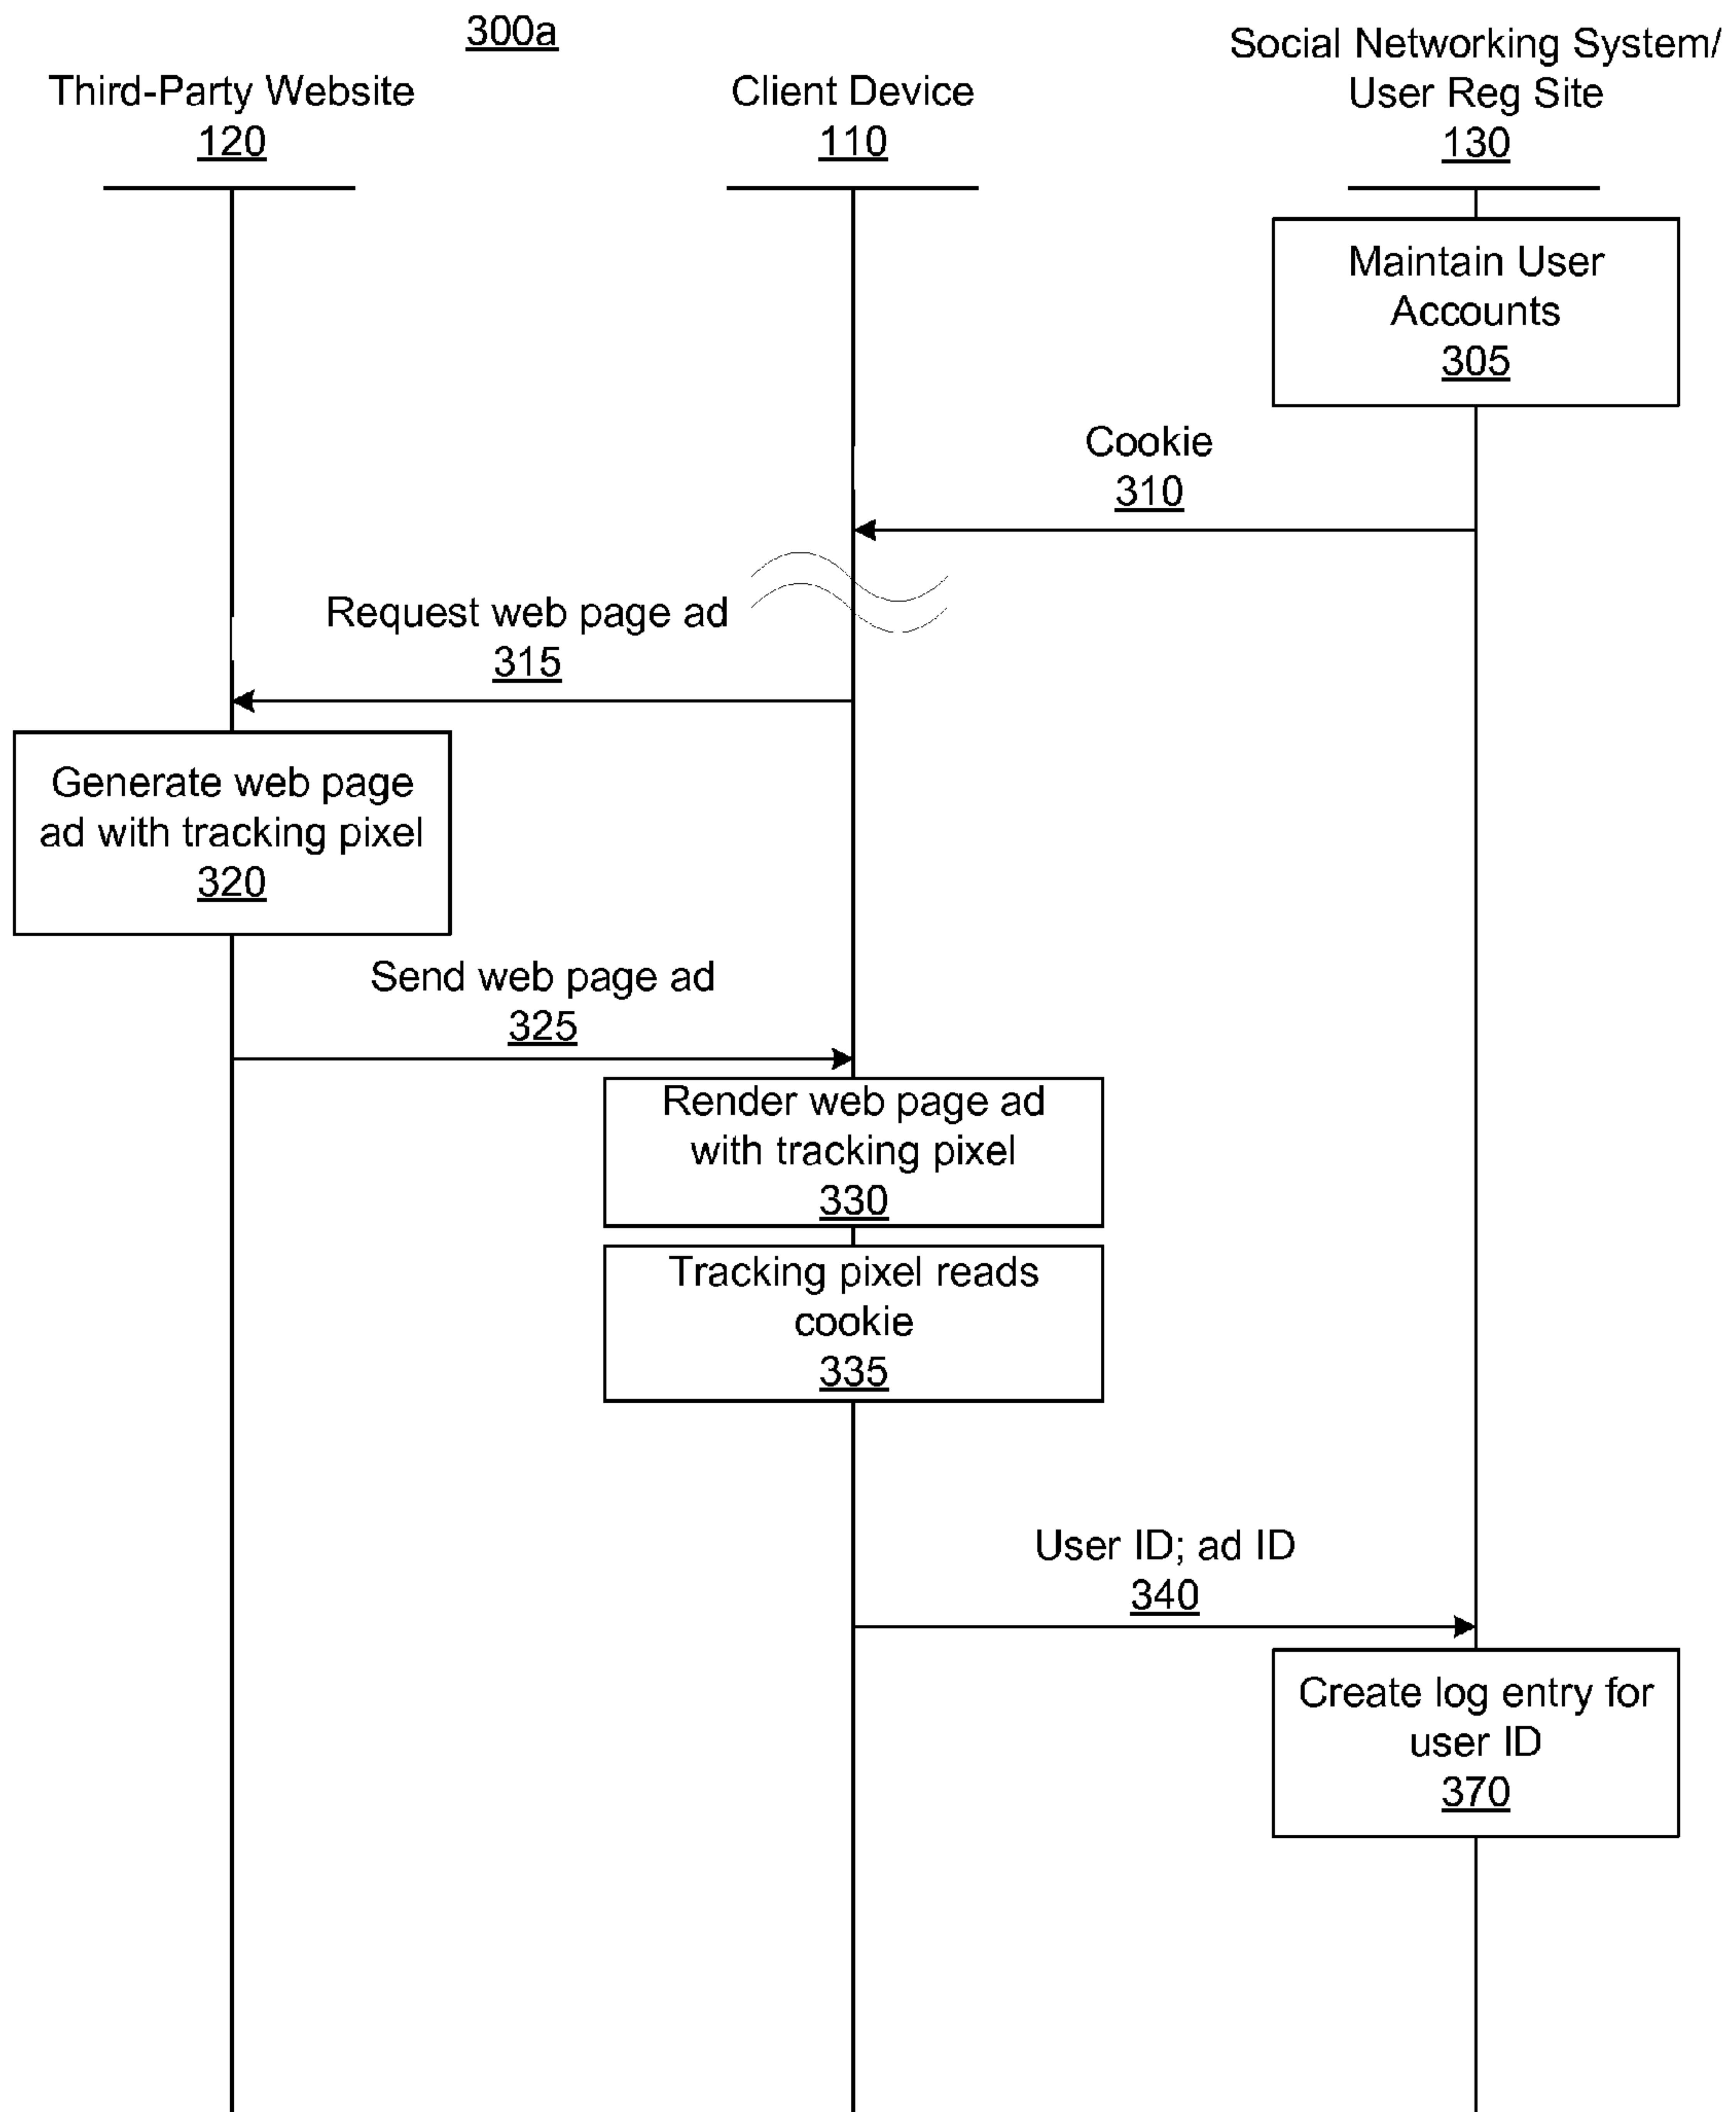 300a
Third-Party Website
120
Client Device
110
Social Networking System/
User Reg Site
130
Maintain User
Accounts
305
Cookie
310
Request web page ad
315
Generate web page
ad with tracking pixel
320
Send web page ad
325
Render web page ad
with tracking pixel
330
Tracking pixel reads
cookie
335
User ID; ad ID
340
Create log entry for
user ID
370